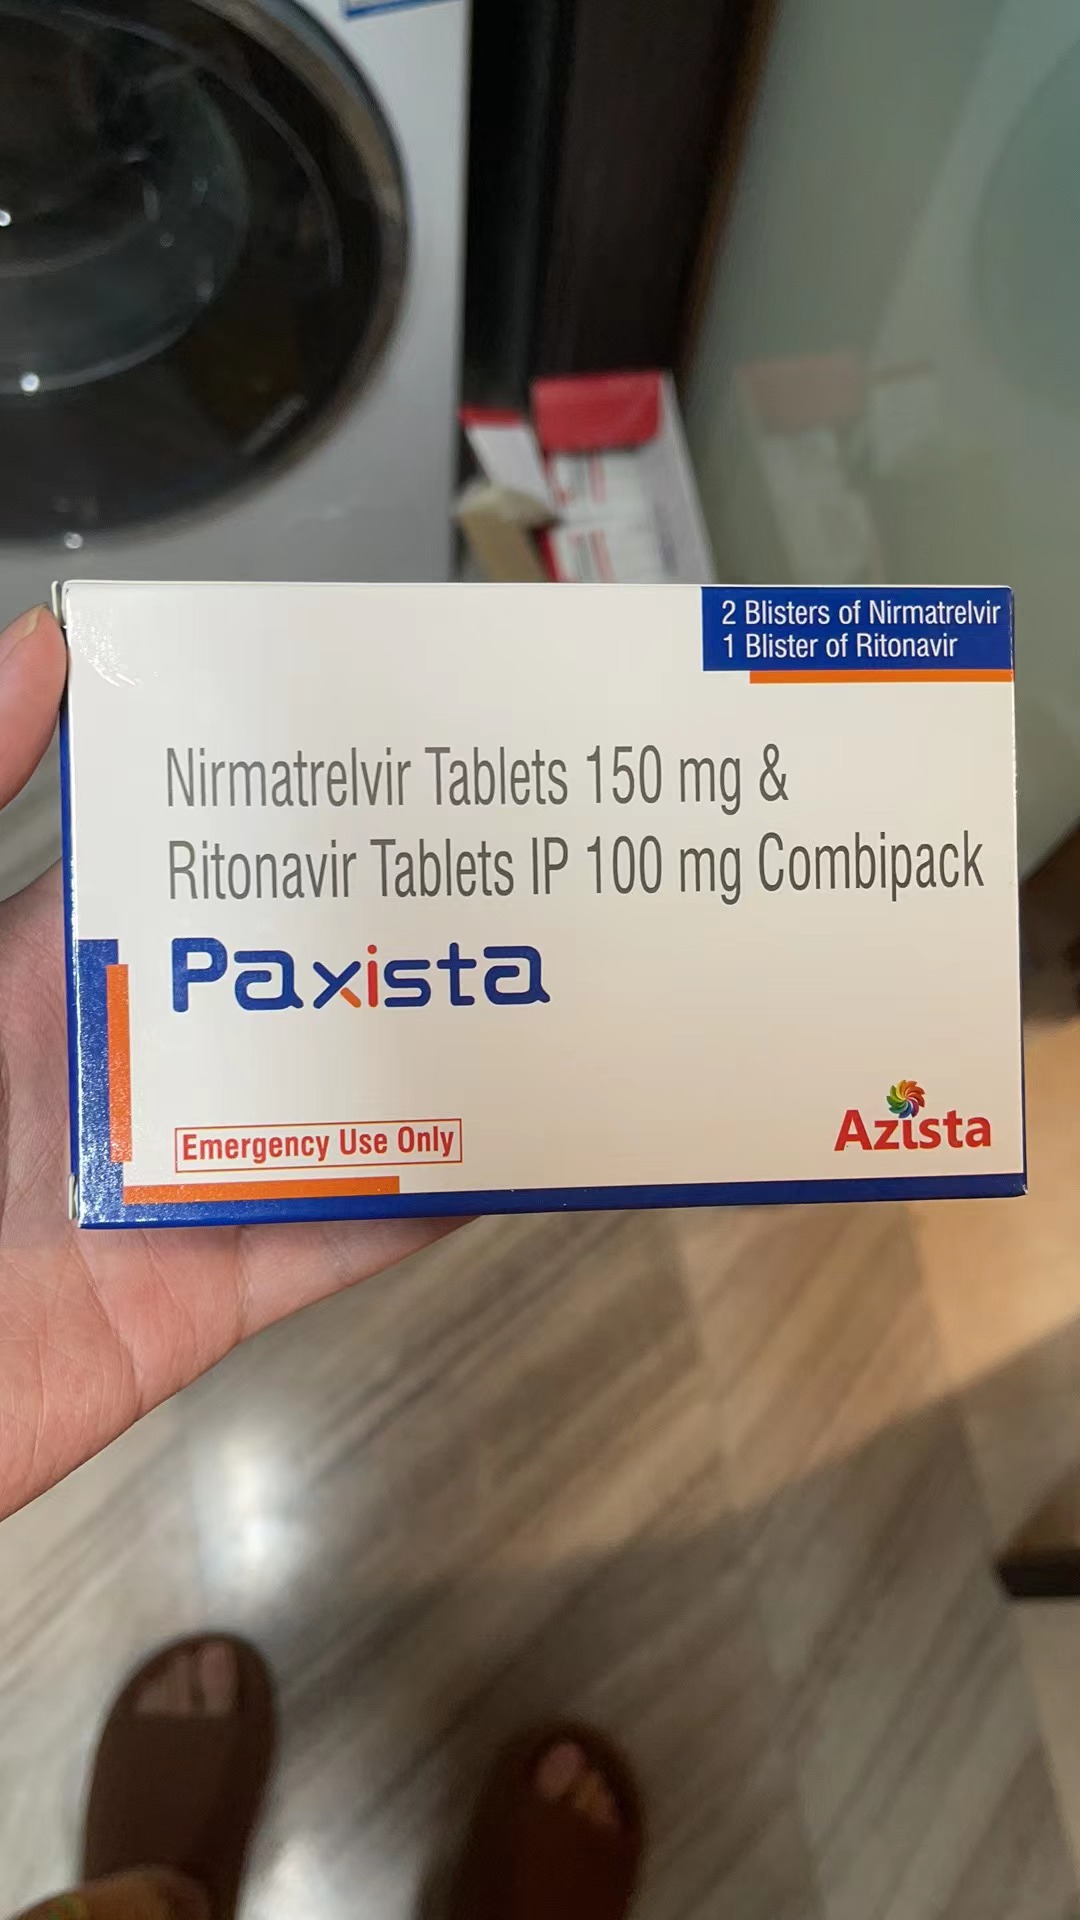 2 Blisters of Nirmatrelvir
1 Blister of Ritonavir
Nirmatrelvir Tablets 150 mg &
Ritonavir Tablets IP 100 mg Combipack
Paxista
Emergency Use Only
Azista